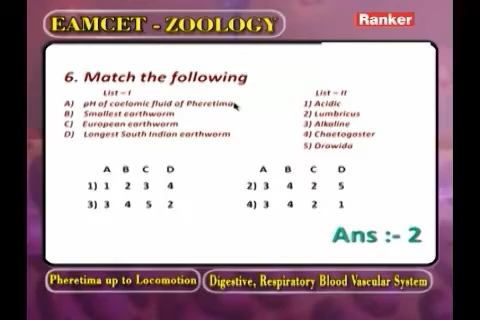 EAMCET - ZOOLOGY
Ranker
6. Match the following
List – I
List – II
A) pH of coelomic fluid of Pheretima
1) Acidic
B) Smallest earthworm
2) Lumbricus
C) European earthworm
3) Alkaline
D) Longest South Indian earthworm
4) Chaetogaster
5) Drawida
A B C D
A B C D
1) 1 2 3 4
2) 3 4 2 5
3) 3 4 5 2
4) 3 4 2 1
Ans :- 2
Pheretima up to Locomotion
Digestive, Respiratory Blood Vascular System